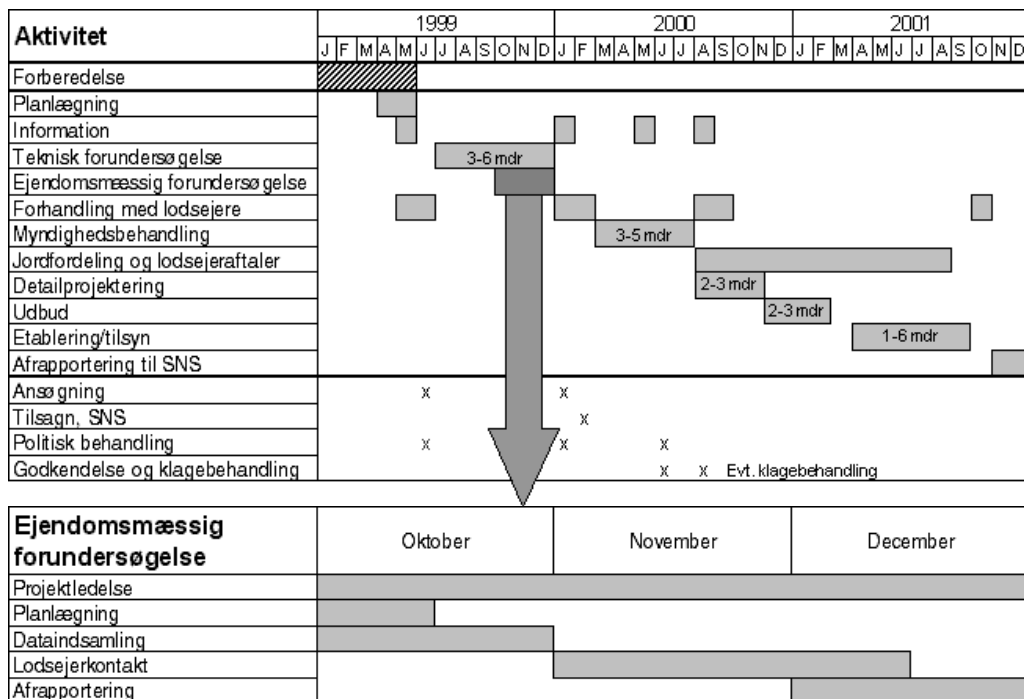 Aktivitet 1999 2000 2001
J F M A M J J A S O N D J F M A M J J A S O N D J F M A M J J A S O N D
Forberedelse
Planlægning
Information
Teknisk forundersøgelse 3-6 mdr
Ejendomsmæssig forundersøgelse
Forhandling med lodsejere
Myndighedsbehandling 3-5 mdr
Jordfordeling og lodsejeraftaler
Detailprojektering 2-3 mdr
Udbud 2-3 mdr
Etablering/tilsyn 1-6 mdr
Afrapportering til SNS
Ansøgning x x
Tilsagn, SNS x
Politisk behandling x x x
Godkendelse og klagebehandling x x Evt. klagebehandling
Ejendomsmæssig
forundersøgelse Oktober November December
Projektledelse
Planlægning
Dataindsamling
Lodsejerkontakt
Afrapportering